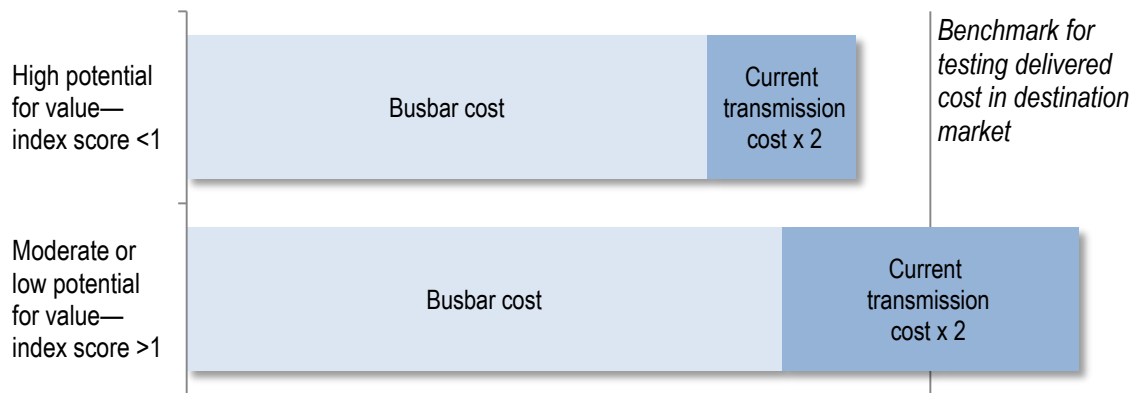 High potential
for value—
index score <1
Busbar cost
Current
transmission
cost x 2
Benchmark for
testing delivered
cost in destination
market
Moderate or
low potential
for value—
index score >1
Busbar cost
Current
transmission
cost x 2